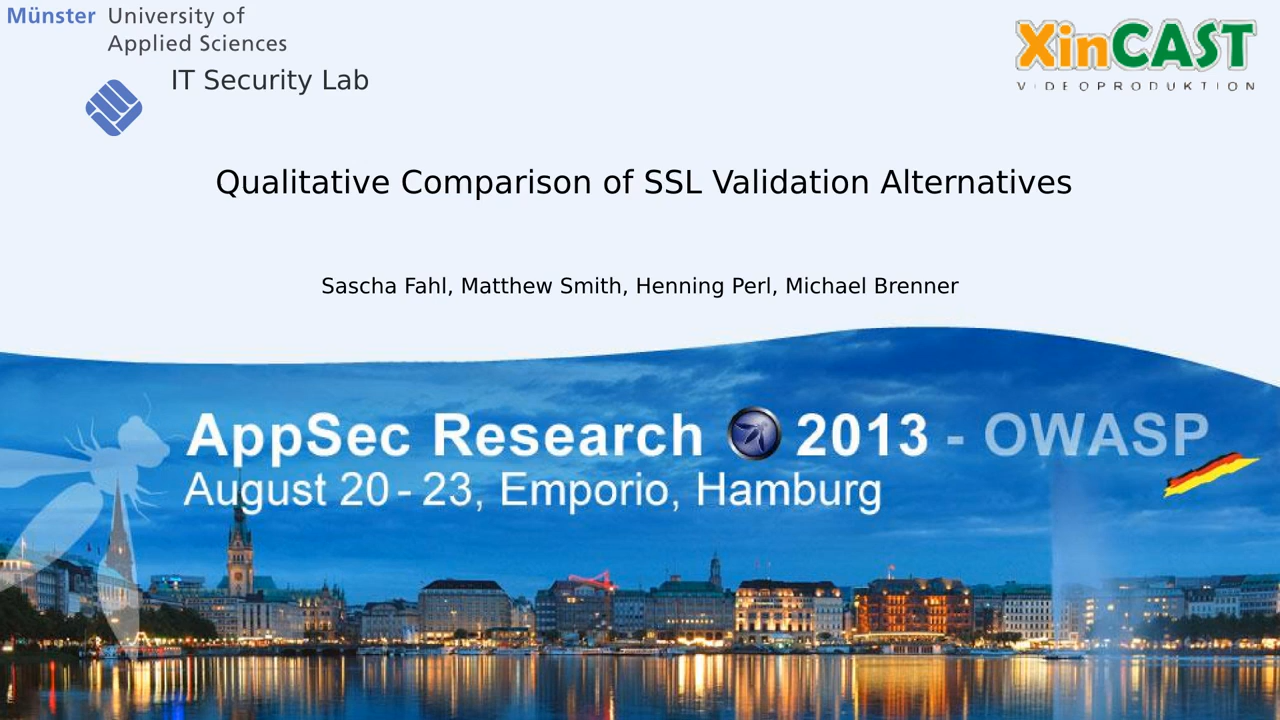 Münster University of
Applied Sciences
IT Security Lab
XinCAST
VIDEOPRODUKTION
Qualitative Comparison of SSL Validation Alternatives
Sascha Fahl, Matthew Smith, Henning Perl, Michael Brenner
AppSec Research 2013 - OWASP
August 20 - 23, Emporio, Hamburg